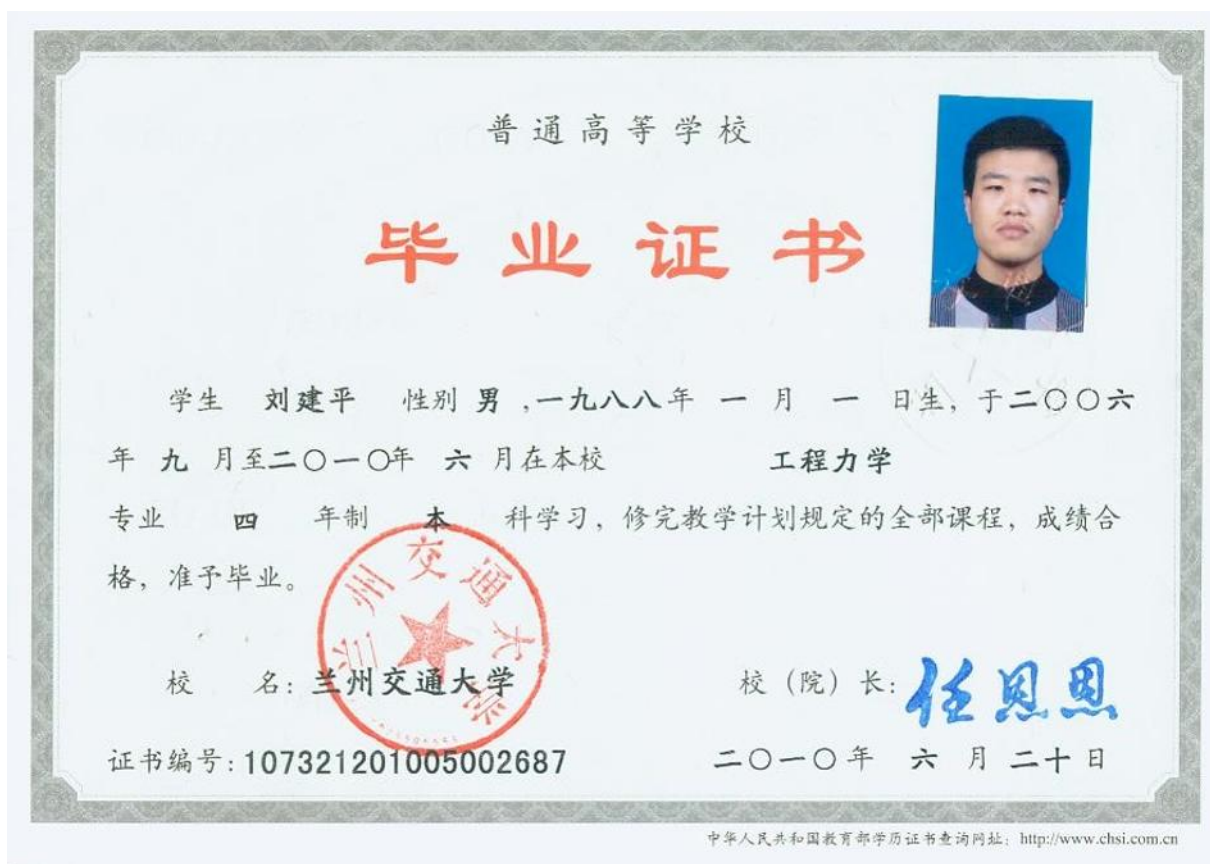 普通高等学校
毕业证书
学生 刘建平 性别 男，一九八八年 一 月 一 日生，于二〇〇六
年 九 月至二〇一〇年 六 月在本校 工程力学
专业 四 年制 本 科学习，修完教学计划规定的全部课程，成绩合
格，准予毕业。
兰州交通大学
校 名：兰州交通大学 校（院）长：任恩恩
证书编号：107321201005002687 二〇一〇年 六 月 二十 日
中华人民共和国教育部学历证书查询网址：http://www.chsi.com.cn